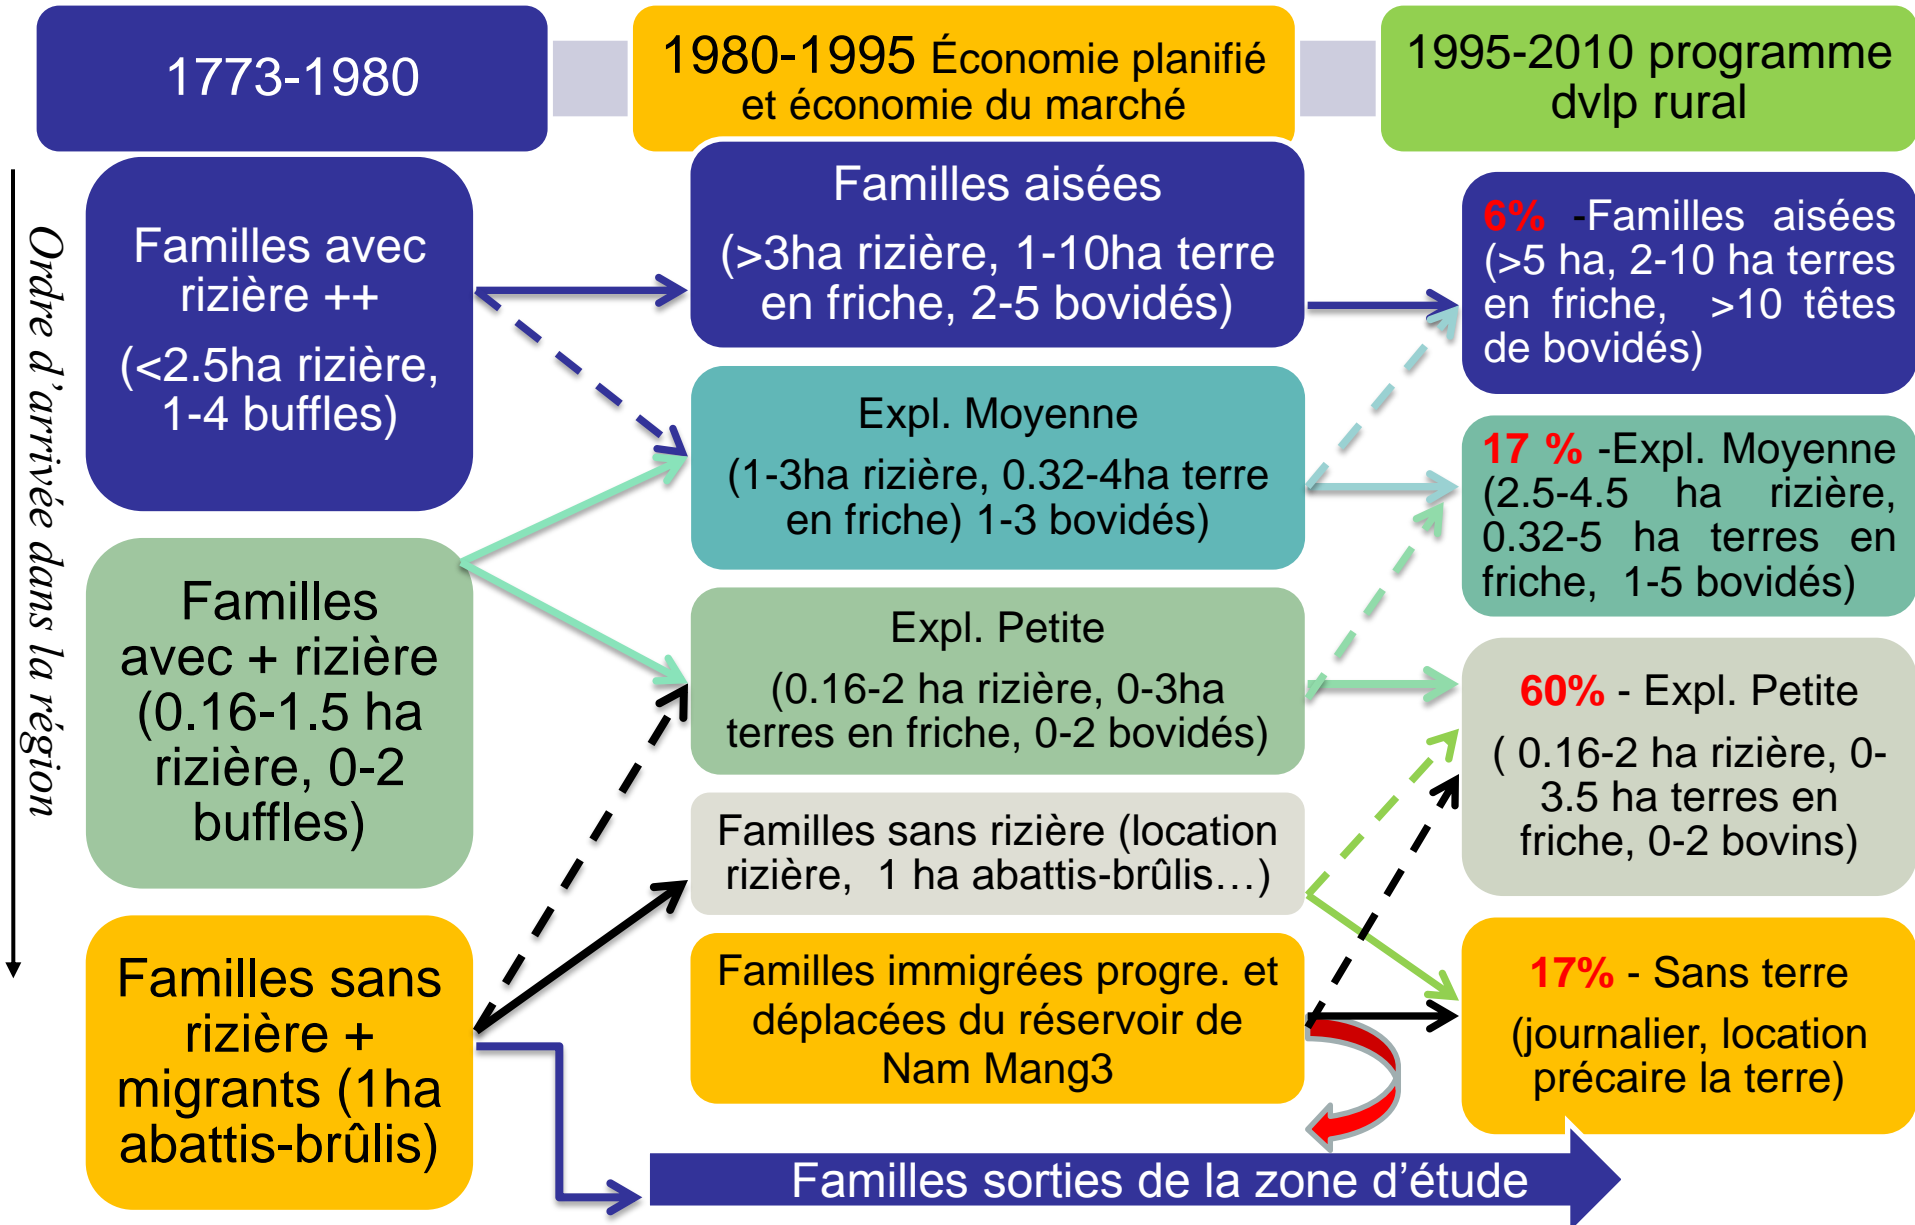 1773-1980
1980-1995 Économie planifié
et économie du marché
1995-2010 programme
dvlp rural
Ordre d'arrivée dans la région
Familles avec
rizière ++
(<2.5ha rizière,
1-4 buffles)
Familles
avec + rizière
(0.16-1.5 ha
rizière, 0-2
buffles)
Familles sans
rizière +
migrants (1ha
abattis-brûlis)
Familles aisées
(>3ha rizière, 1-10ha terre
en friche, 2-5 bovidés)
Expl. Moyenne
(1-3ha rizière, 0.32-4ha terre
en friche) 1-3 bovidés)
Expl. Petite
(0.16-2 ha rizière, 0-3ha
terres en friche, 0-2 bovidés)
Familles sans rizière (location
rizière, 1 ha abattis-brûlis…)
Familles immigrées progre. et
déplacées du réservoir de
Nam Mang3
6% -Familles aisées
(>5 ha, 2-10 ha terres
en friche, >10 têtes
de bovidés)
17 % -Expl. Moyenne
(2.5-4.5 ha rizière,
0.32-5 ha terres en
friche, 1-5 bovidés)
60% - Expl. Petite
( 0.16-2 ha rizière, 0-
3.5 ha terres en
friche, 0-2 bovins)
17% - Sans terre
(journalier, location
précaire la terre)
Familles sorties de la zone d'étude